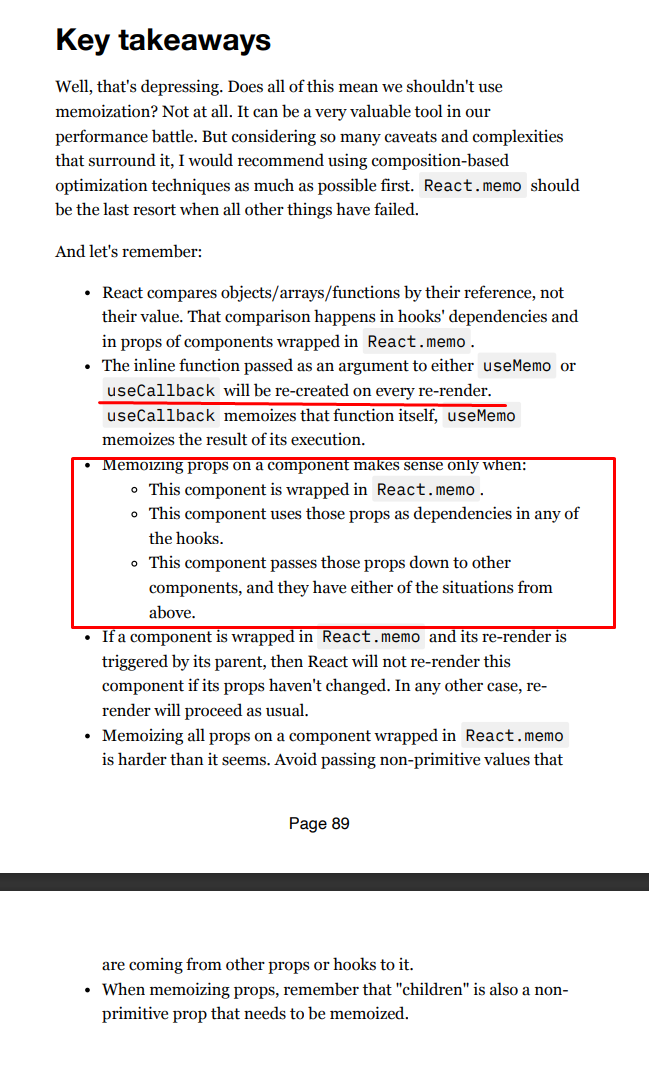 Key takeaways
Well, that's depressing. Does all of this mean we shouldn't use
memoization? Not at all. It can be a very valuable tool in our
performance battle. But considering so many caveats and complexities
that surround it, I would recommend using composition-based
optimization techniques as much as possible first. React.memo should
be the last resort when all other things have failed.
And let's remember:
• React compares objects/arrays/functions by their reference, not
their value. That comparison happens in hooks' dependencies and
in props of components wrapped in React.memo.
• The inline function passed as an argument to either useMemo or
useCallback will be re-created on every re-render.
useCallback memoizes that function itself, useMemo
memoizes the result of its execution.
• Memoizing props on a component makes sense only when:
◦ This component is wrapped in React.memo.
◦ This component uses those props as dependencies in any of
the hooks.
◦ This component passes those props down to other
components, and they have either of the situations from
above.
• If a component is wrapped in React.memo and its re-render is
triggered by its parent, then React will not re-render this
component if its props haven't changed. In any other case, re-
render will proceed as usual.
• Memoizing all props on a component wrapped in React.memo
is harder than it seems. Avoid passing non-primitive values that
Page 89
are coming from other props or hooks to it.
• When memoizing props, remember that "children" is also a non-
primitive prop that needs to be memoized.